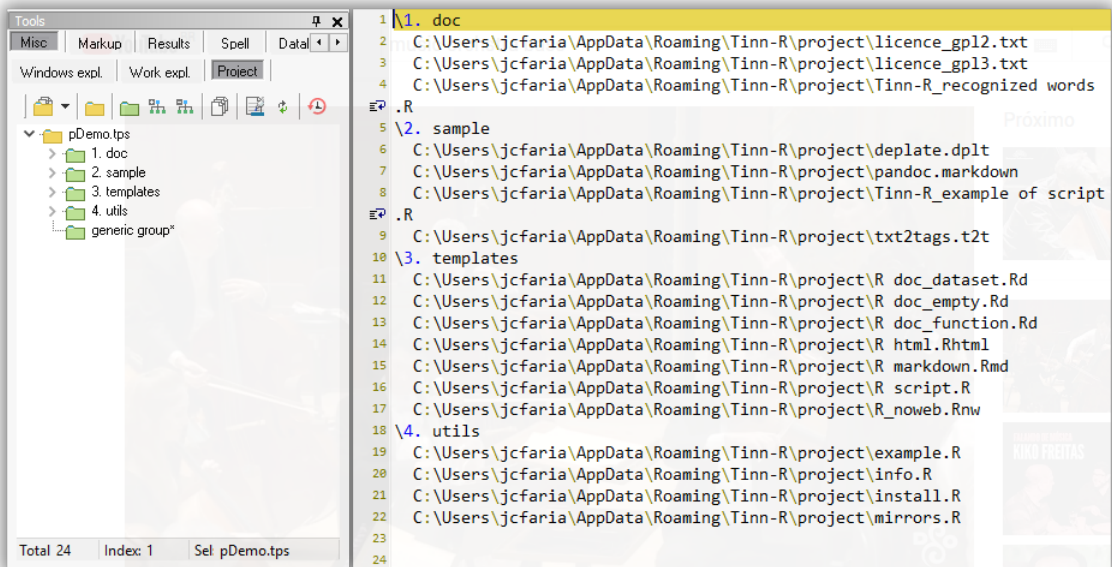 Tools
Misc Markup Results Spell Datal
Windows expl. Work expl. Project
pDemo.tps
1. doc
2. sample
3. templates
4. utils
generic group*
Total 24 Index: 1 Sel: pDemo.tps
1 \1. doc
2 C:\Users\jcfaria\AppData\Roaming\Tinn-R\project\licence_gpl2.txt
3 C:\Users\jcfaria\AppData\Roaming\Tinn-R\project\licence_gpl3.txt
4 C:\Users\jcfaria\AppData\Roaming\Tinn-R\project\Tinn-R_recognized words
.R
5 \2. sample
6 C:\Users\jcfaria\AppData\Roaming\Tinn-R\project\deplate.dplt
7 C:\Users\jcfaria\AppData\Roaming\Tinn-R\project\pandoc.markdown
8 C:\Users\jcfaria\AppData\Roaming\Tinn-R\project\Tinn-R_example of script
.R
9 C:\Users\jcfaria\AppData\Roaming\Tinn-R\project\txt2tags.t2t
10 \3. templates
11 C:\Users\jcfaria\AppData\Roaming\Tinn-R\project\R doc_dataset.Rd
12 C:\Users\jcfaria\AppData\Roaming\Tinn-R\project\R doc_empty.Rd
13 C:\Users\jcfaria\AppData\Roaming\Tinn-R\project\R doc_function.Rd
14 C:\Users\jcfaria\AppData\Roaming\Tinn-R\project\R html.Rhtml
15 C:\Users\jcfaria\AppData\Roaming\Tinn-R\project\R markdown.Rmd
16 C:\Users\jcfaria\AppData\Roaming\Tinn-R\project\R script.R
17 C:\Users\jcfaria\AppData\Roaming\Tinn-R\project\R_noweb.Rnw
18 \4. utils
19 C:\Users\jcfaria\AppData\Roaming\Tinn-R\project\example.R
20 C:\Users\jcfaria\AppData\Roaming\Tinn-R\project\info.R
21 C:\Users\jcfaria\AppData\Roaming\Tinn-R\project\install.R
22 C:\Users\jcfaria\AppData\Roaming\Tinn-R\project\mirrors.R
23
24
Próximo
KIKO FREITAS